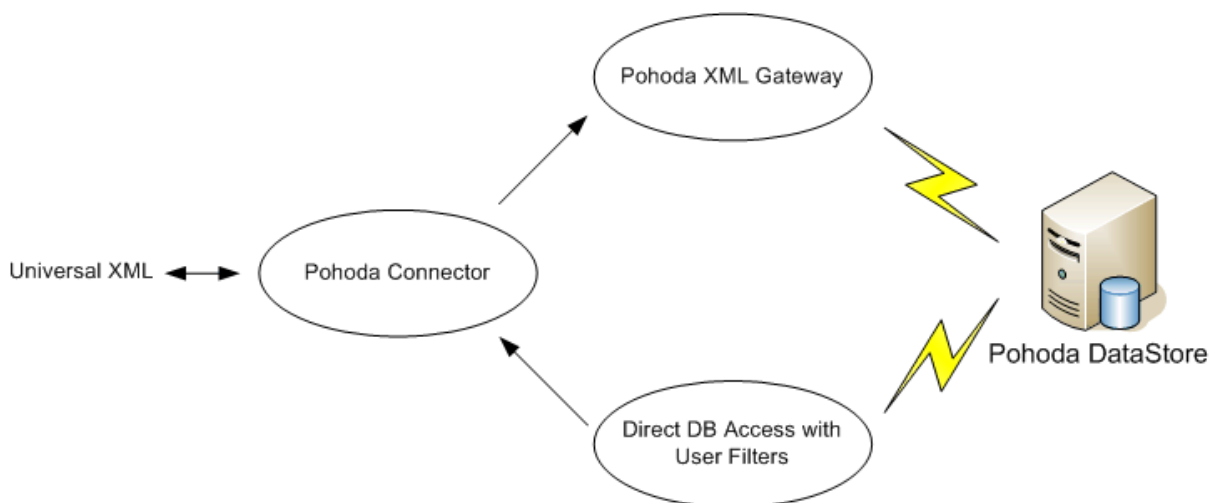 Pohoda XML Gateway
Universal XML
Pohoda Connector
Pohoda DataStore
Direct DB Access with
User Filters